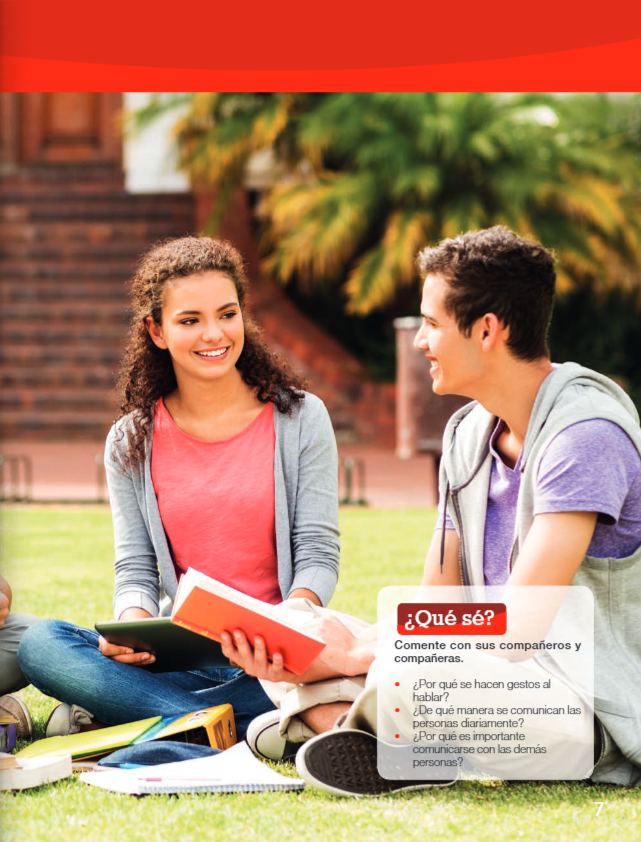 ¿Qué sé?
Comente con sus compañeros y
compañeras.
• ¿Por qué se hacen gestos al
hablar?
• ¿De qué manera se comunican las
personas diariamente?
• ¿Por qué es importante
comunicarse con las demás
personas?
7